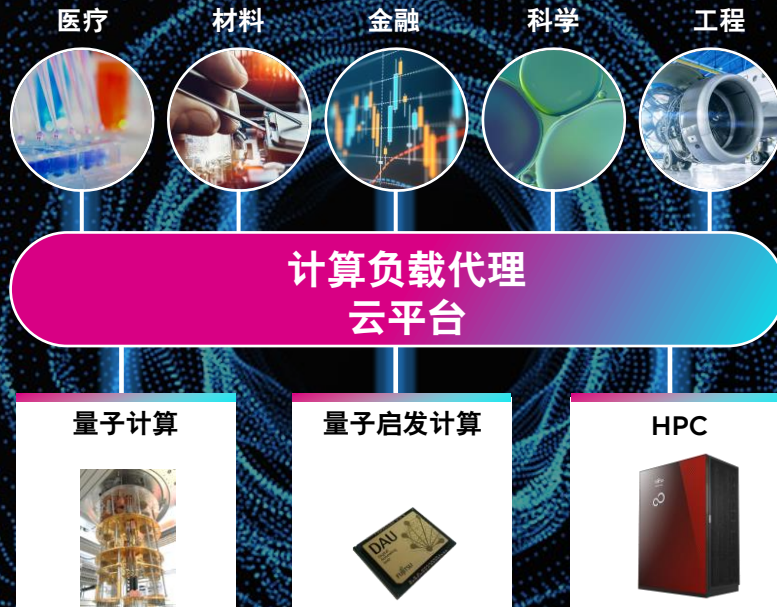 医疗 材料 金融 科学 工程
计算负载代理
云平台
量子计算 量子启发计算 HPC
DAU
FUJITSU